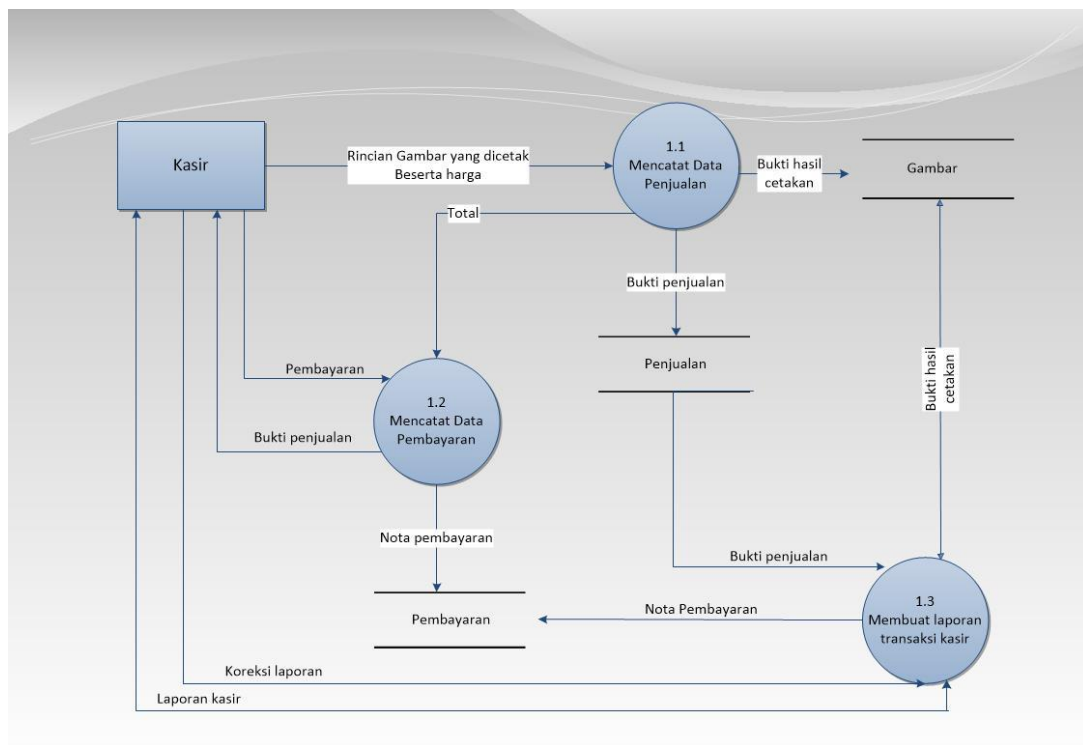 Kasir
Rincian Gambar yang dicetak
Beserta harga
1.1
Mencatat Data
Penjualan
Bukti hasil
cetakan
Gambar
Total
Bukti penjualan
Penjualan
Pembayaran
1.2
Mencatat Data
Pembayaran
Bukti penjualan
Bukti hasil
cetakan
Nota pembayaran
Pembayaran
Bukti penjualan
Nota Pembayaran
1.3
Membuat laporan
transaksi kasir
Koreksi laporan
Laporan kasir